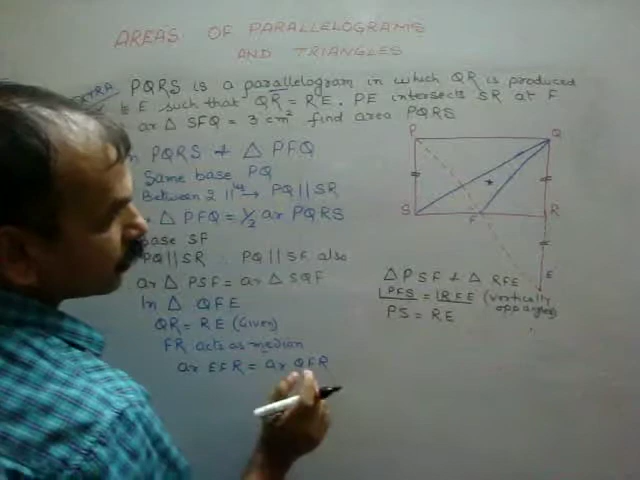 AREAS OF PARALLELOGRAMS
AND TRIANGLES
EXTRA PQRS is a parallelogram in which QR is produced
to E such that QR = RE. PE intersects SR at F
ar △ SFQ = 3 cm² find area PQRS
In PQRS & △ PFQ
Same base PQ
Between 2 || → PQ || SR
△ PFQ = 1/2 ar PQRS
base SF
PQ || SR PQ || SF also
ar △ PSF = ar △ SQF
In △ QFE
QR = RE (Given)
FR acts as median
ar EFR = ar QFR
P
Q
S
F
R
E
△ PSF & △ RFE
∠PFS = ∠RFE (vertically
opp angles)
PS = RE